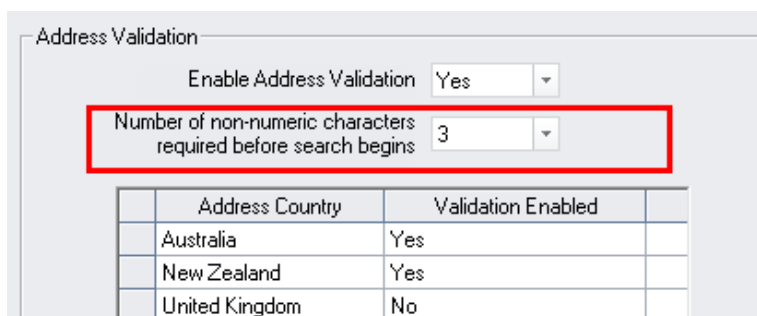 Address Validation
Enable Address Validation Yes
Number of non-numeric characters
required before search begins 3
Address Country Validation Enabled
Australia Yes
New Zealand Yes
United Kingdom No